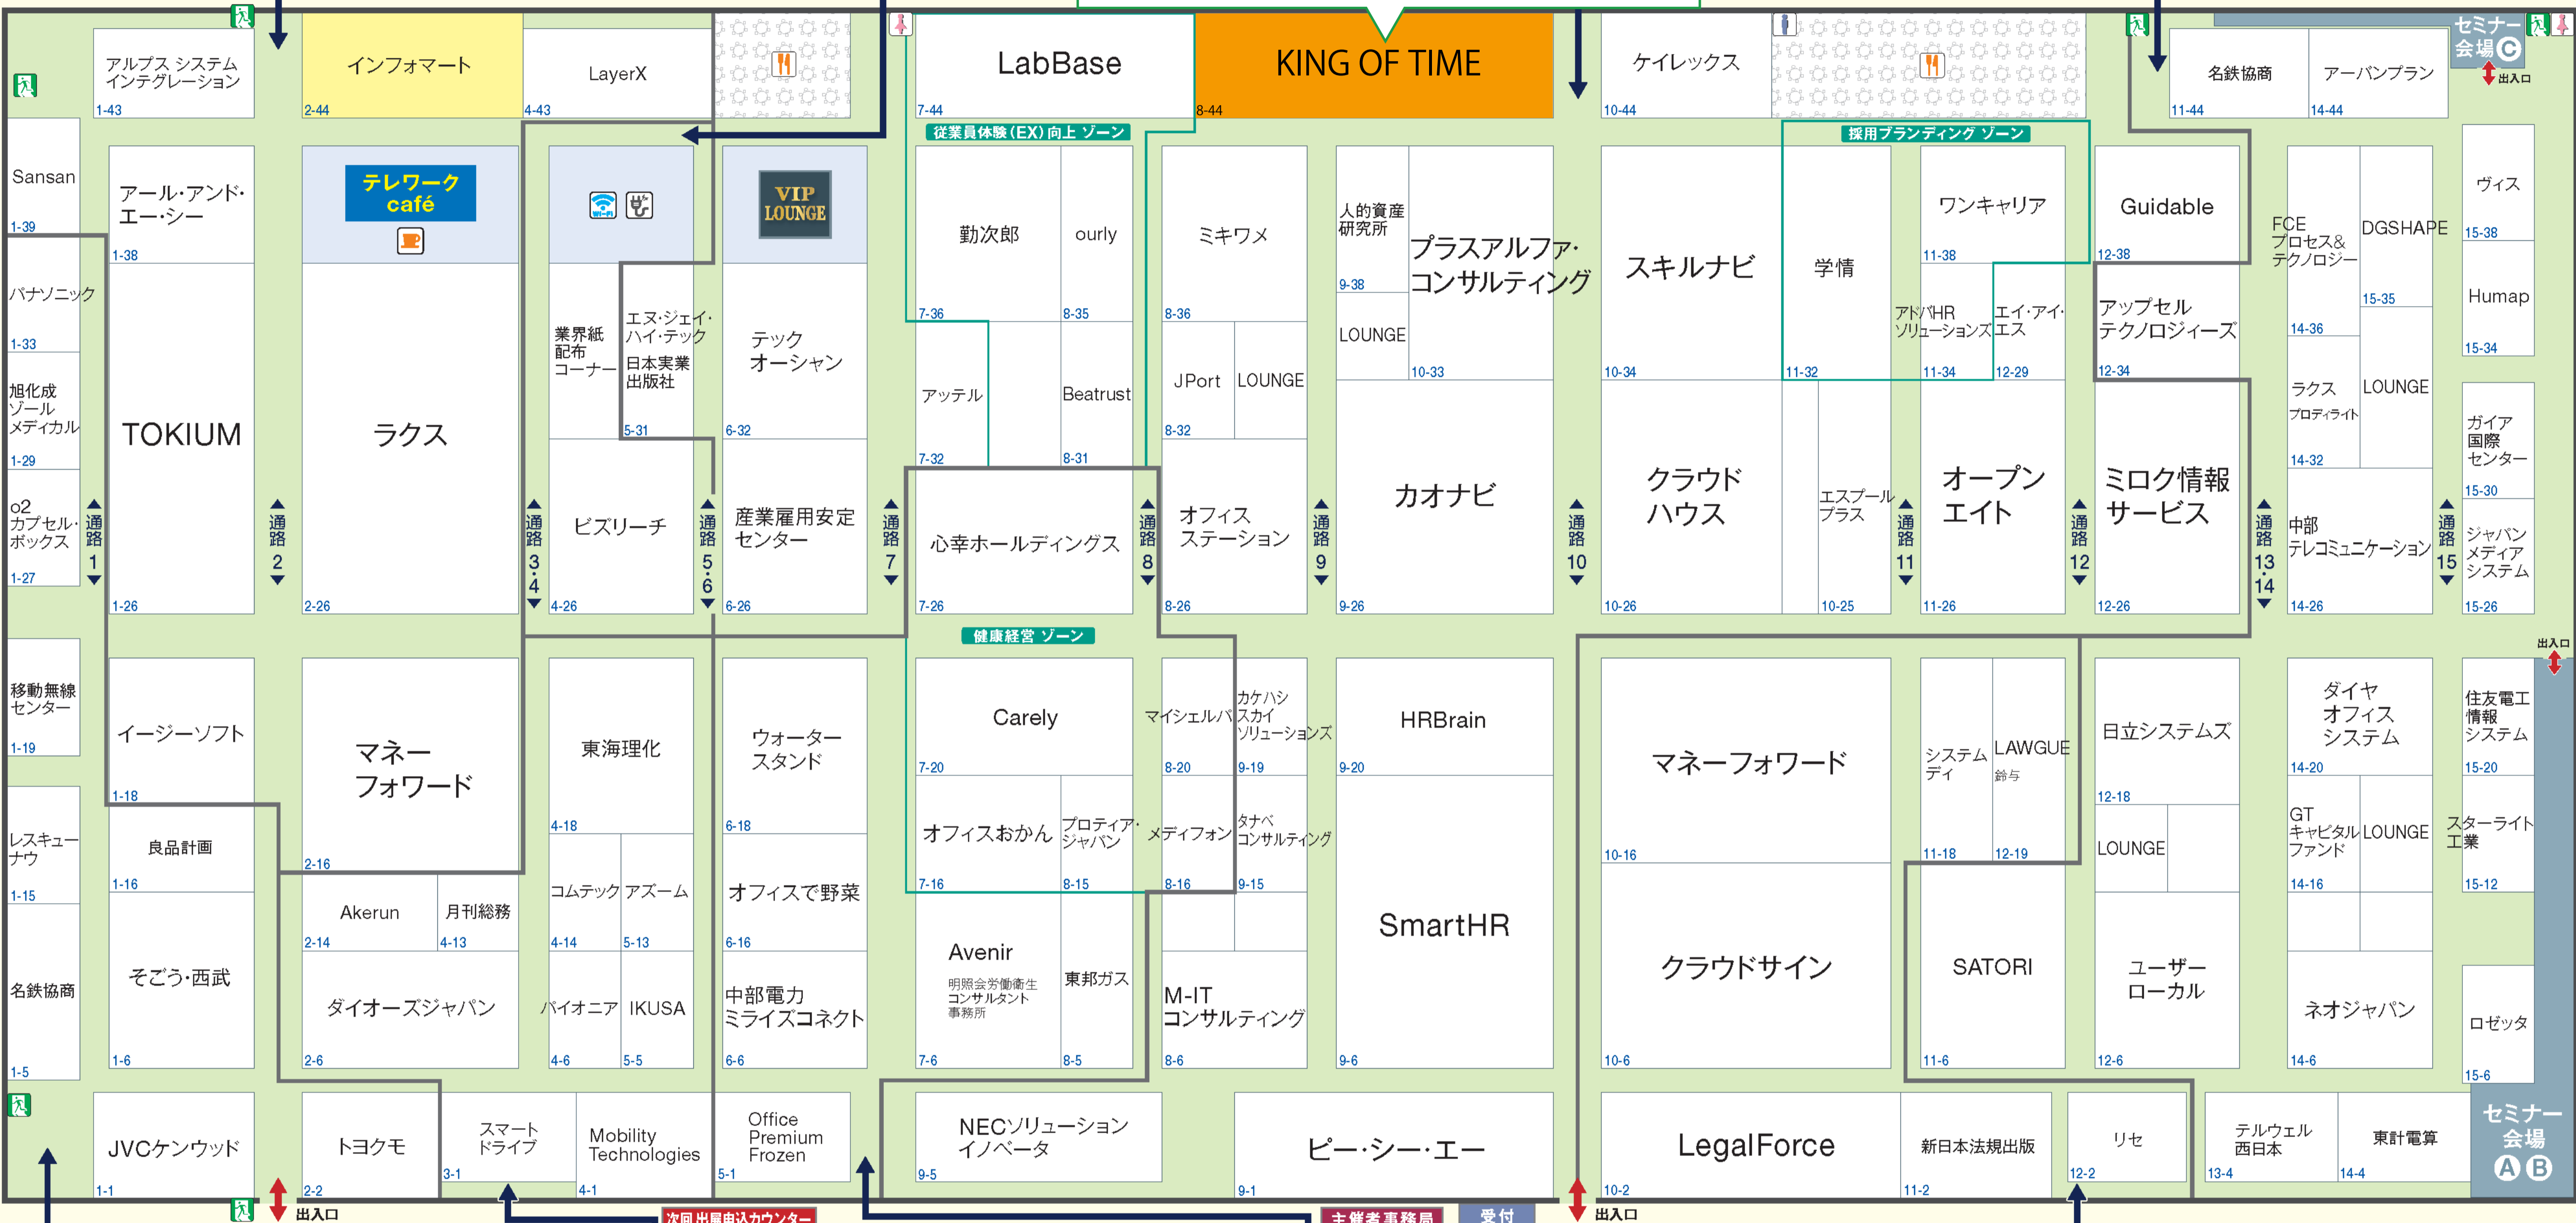 アルプス システム
インテグレーション
1-43
インフォマート
2-44
LayerX
4-43
LabBase
7-44
KING OF TIME
8-44
ケイレックス
10-44
名鉄協商
11-44
アーバンプラン
14-44
セミナー
会場C
出入口
従業員体験(EX)向上 ゾーン
採用ブランディング ゾーン
Sansan
1-39
アール・アンド・
エー・シー
1-38
テレワーク
café
Wi-Fi
VIP
LOUNGE
勤次郎
7-36
ourly
8-35
ミキワメ
8-36
人的資産
研究所
9-38
LOUNGE
プラスアルファ・
コンサルティング
10-33
スキルナビ
10-34
学情
11-32
ワンキャリア
11-38
アドバHR
ソリューションズ
11-34
エイ・アイ・
エス
12-29
Guidable
12-38
アップセル
テクノロジィーズ
12-34
FCE
プロセス&
テクノロジー
14-36
DGSHAPE
15-35
ヴィス
15-38
Humap
15-34
パナソニック
1-33
旭化成
ゾール
メディカル
1-29
o2
カプセル・
ボックス
1-27
TOKIUM
1-26
ラクス
2-26
業界紙
配布
コーナー
エヌ・ジェイ・
ハイ・テック
日本実業
出版社
5-31
テック
オーシャン
6-32
アッテル
7-32
Beatrust
8-31
JPort
8-32
LOUNGE
ラクス
プロディライト
14-32
LOUNGE
ガイア
国際
センター
15-30
ビズリーチ
4-26
産業雇用安定
センター
6-26
心幸ホールディングス
7-26
オフィス
ステーション
8-26
カオナビ
9-26
クラウド
ハウス
10-26
エスプール
プラス
10-25
オープン
エイト
11-26
ミロク情報
サービス
12-26
中部
テレコミュニケーション
14-26
ジャパン
メディア
システム
15-26
通路1
通路2
通路3・4
通路5・6
通路7
通路8
通路9
通路10
通路11
通路12
通路13・14
通路15
健康経営 ゾーン
出入口
移動無線
センター
1-19
イージーソフト
1-18
マネー
フォワード
2-16
東海理化
4-18
ウォーター
スタンド
6-18
Carely
7-20
マイシェルパ
8-20
カケハシ
スカイ
ソリューションズ
9-19
HRBrain
9-20
マネーフォワード
10-16
システム
ディ
11-18
LAWGUE
鈴与
12-19
日立システムズ
12-18
ダイヤ
オフィス
システム
14-20
住友電工
情報
システム
15-20
レスキュー
ナウ
1-15
良品計画
1-16
オフィスおかん
7-16
プロティア・
ジャパン
8-15
メディフォン
8-16
タナベ
コンサルティング
9-15
LOUNGE
GT
キャピタル
ファンド
14-16
LOUNGE
スターライト
工業
15-12
Akerun
2-14
月刊総務
4-13
コムテック
4-14
アズーム
5-13
オフィスで野菜
6-16
SmartHR
9-6
名鉄協商
1-5
そごう・西武
1-6
ダイオーズジャパン
2-6
パイオニア
4-6
IKUSA
5-5
中部電力
ミライズコネクト
6-6
Avenir
明照会労働衛生
コンサルタント
事務所
7-6
東邦ガス
8-5
M-IT
コンサルティング
8-6
クラウドサイン
10-6
SATORI
11-6
ユーザー
ローカル
12-6
ネオジャパン
14-6
ロゼッタ
15-6
JVCケンウッド
1-1
トヨクモ
2-2
スマート
ドライブ
3-1
Mobility
Technologies
4-1
Office
Premium
Frozen
5-1
NECソリューション
イノベータ
9-5
ピー・シー・エー
9-1
LegalForce
10-2
新日本法規出版
11-2
リセ
12-2
テルウェル
西日本
13-4
東計電算
14-4
セミナー
会場
A B
出入口
次回出展申込カウンター
主催者事務局
受付
出入口